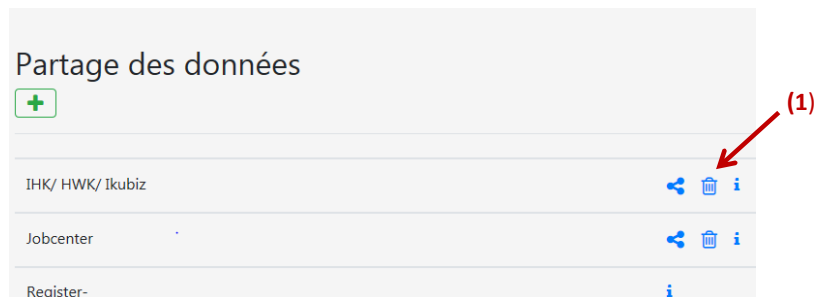 Partage des données
(1)
IHK/ HWK/ Ikubiz
Jobcenter
Register-